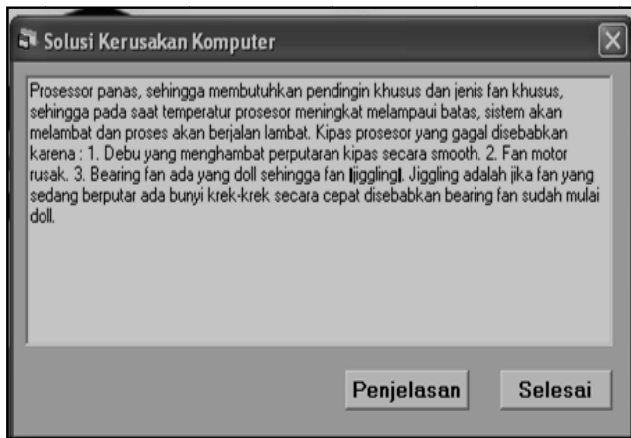 Solusi Kerusakan Komputer
Prosessor panas, sehingga membutuhkan pendingin khusus dan jenis fan khusus,
sehingga pada saat temperatur prosesor meningkat melampaui batas, sistem akan
melambat dan proses akan berjalan lambat. Kipas prosesor yang gagal disebabkan
karena : 1. Debu yang menghambat perputaran kipas secara smooth. 2. Fan motor
rusak. 3. Bearing fan ada yang doll sehingga fan |jiggling|. Jiggling adalah jika fan yang
sedang berputar ada bunyi krek-krek secara cepat disebabkan bearing fan sudah mulai
doll.
Penjelasan
Selesai